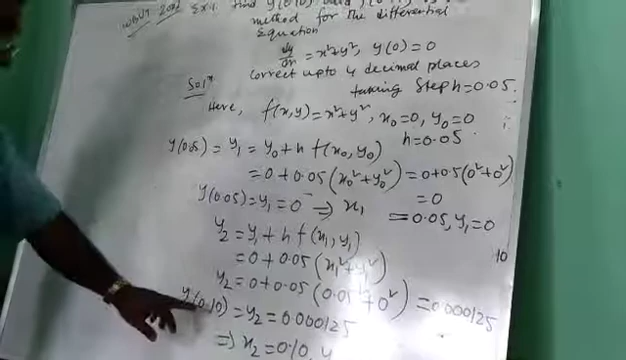 WBUT 2012 Ex.1. Find y(0.10) and
method for the differential
Equation
dy/dx = x²+y², y(0) = 0
correct upto 4 decimal places
taking Step h=0.05.
Solⁿ
Here, f(x,y) = x²+y², x₀=0, y₀=0
h=0.05
y(0.05) = y₁ = y₀ + h f(x₀, y₀)
= 0 + 0.05(x₀²+y₀²) = 0+0.5(0²+0²)
= 0
y(0.05) = y₁ = 0 ⇒ x₁
= 0.05, y₁ = 0
y₂ = y₁ + h f(x₁, y₁)
= 0 + 0.05(x₁²+y₁²)
y₂ = 0 + 0.05(0.05²+0²) = 0.000125
y(0.10) = y₂ = 0.000125
⇒ x₂ = 0.10, y
10